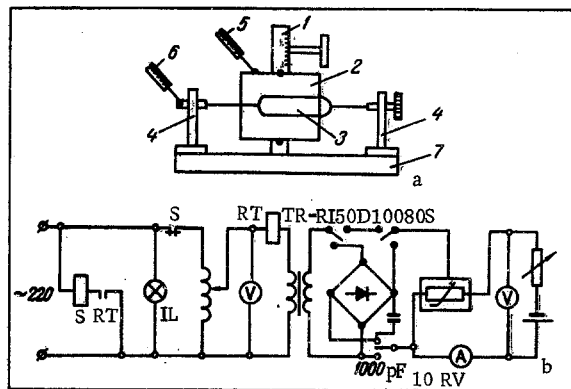 1
5
6
2
4
3
4
7
a
S
RT
TR-RI50D10080S
V
~220
S
RT
IL
V
A
1000 pF
10 RV
b